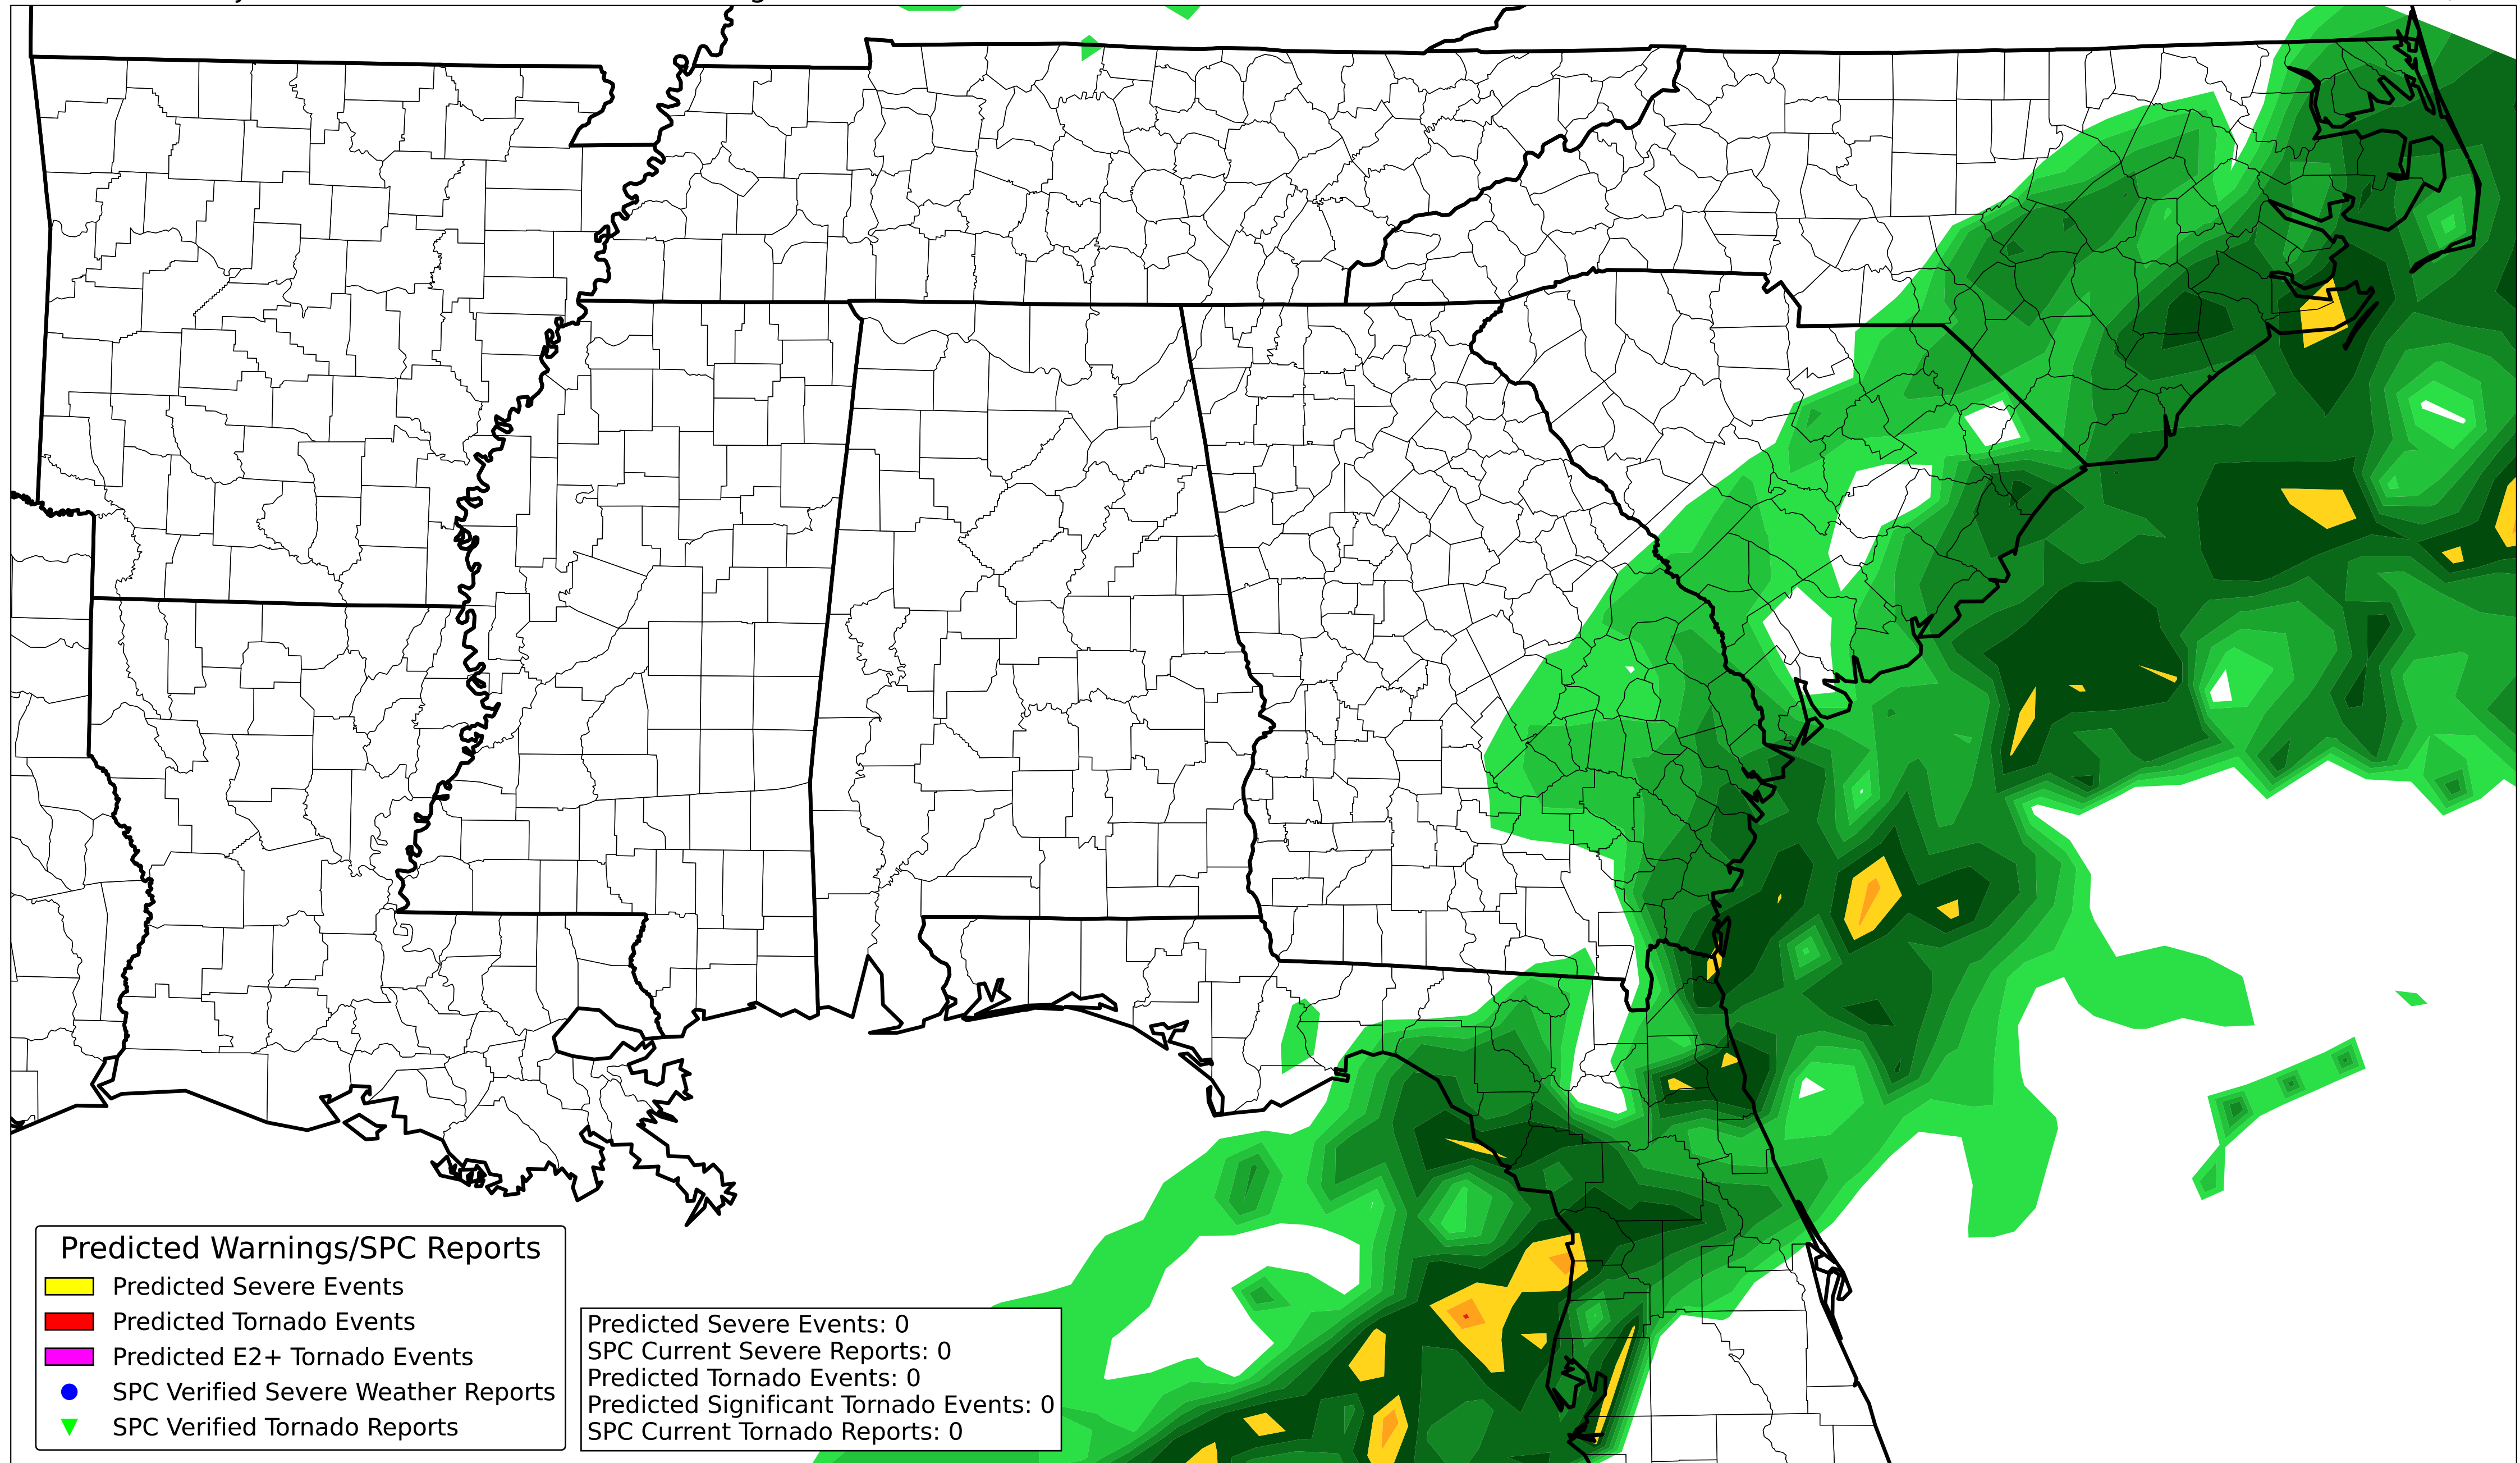 Predicted Warnings/SPC Reports
Predicted Severe Events
Predicted Tornado Events
Predicted E2+ Tornado Events
SPC Verified Severe Weather Reports
SPC Verified Tornado Reports
Predicted Severe Events: 0
SPC Current Severe Reports: 0
Predicted Tornado Events: 0
Predicted Significant Tornado Events: 0
SPC Current Tornado Reports: 0